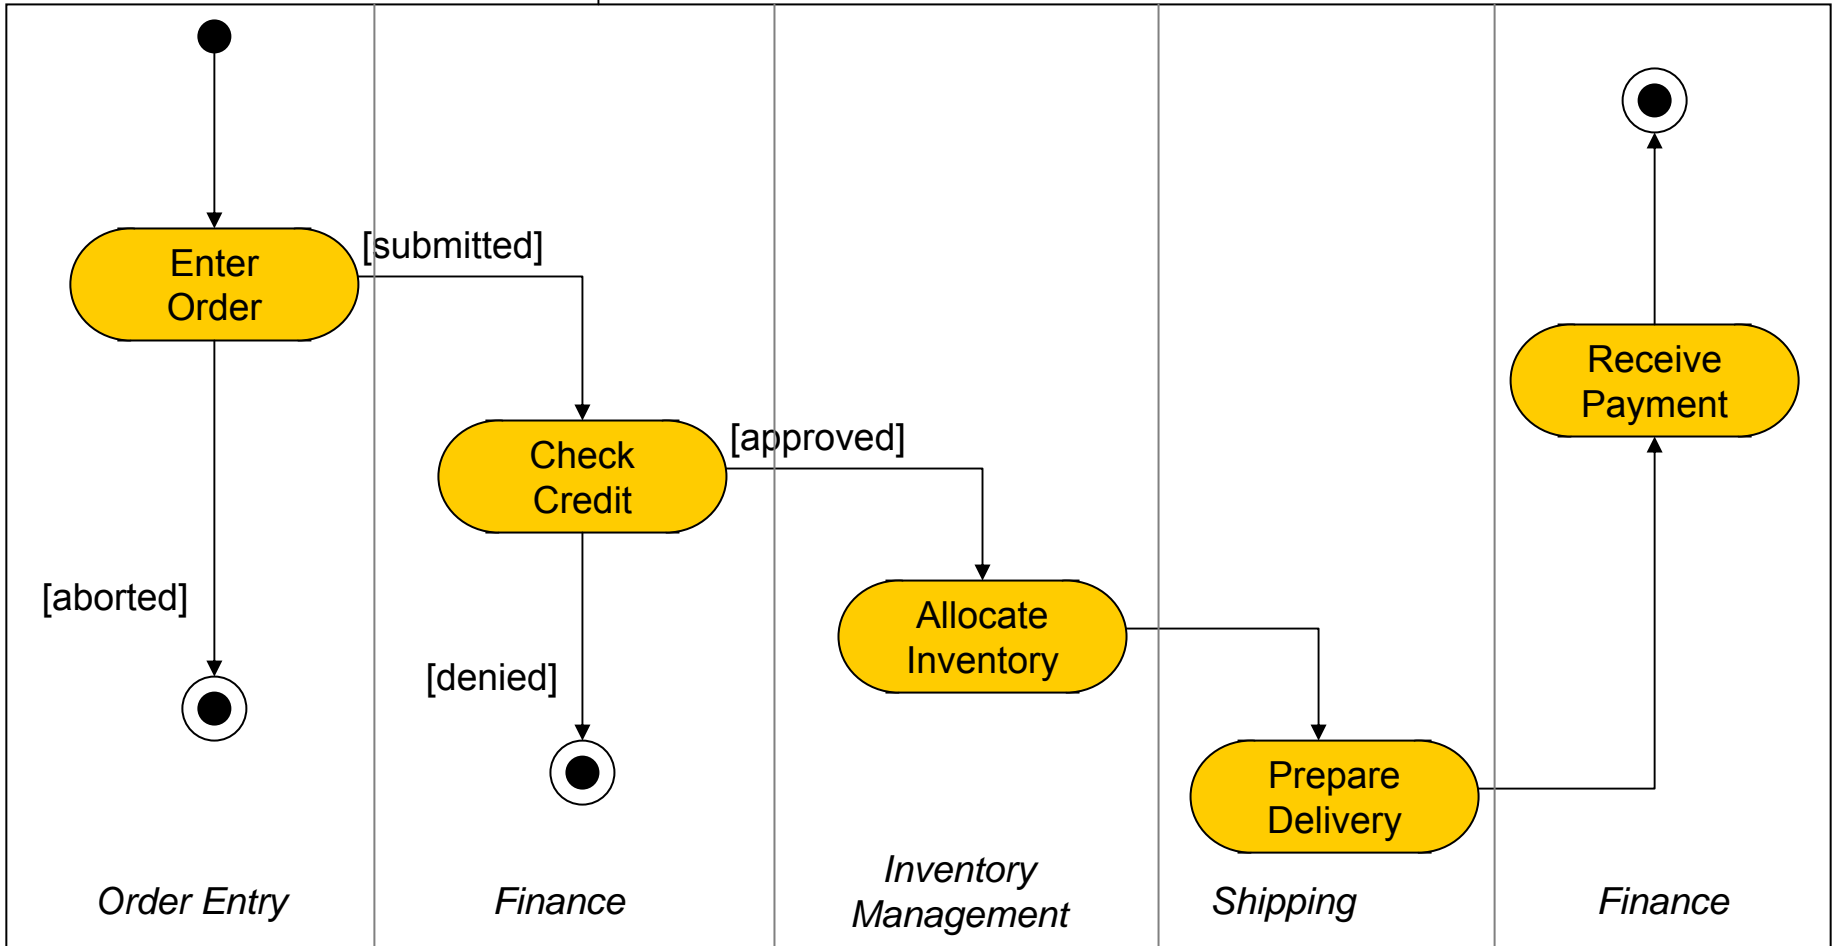 [submitted]
Enter
Order
Receive
Payment
[approved]
Check
Credit
[aborted]
Allocate
Inventory
[denied]
Prepare
Delivery
Order Entry
Finance
Inventory
Management
Shipping
Finance